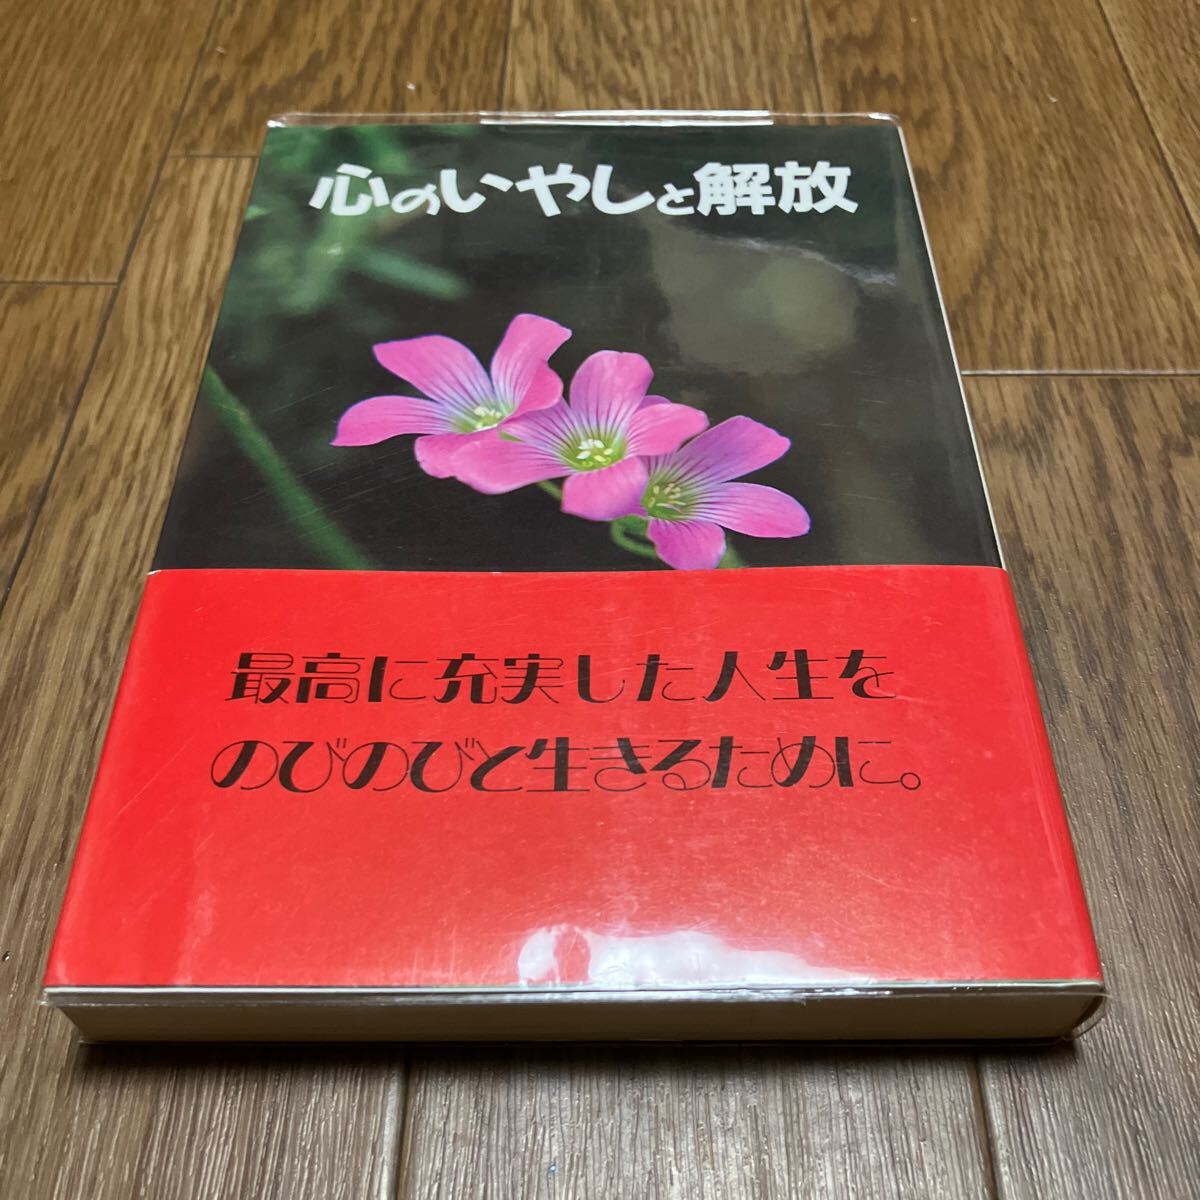 心のいやしと解放
最高に充実した人生を
のびのびと生きるために。